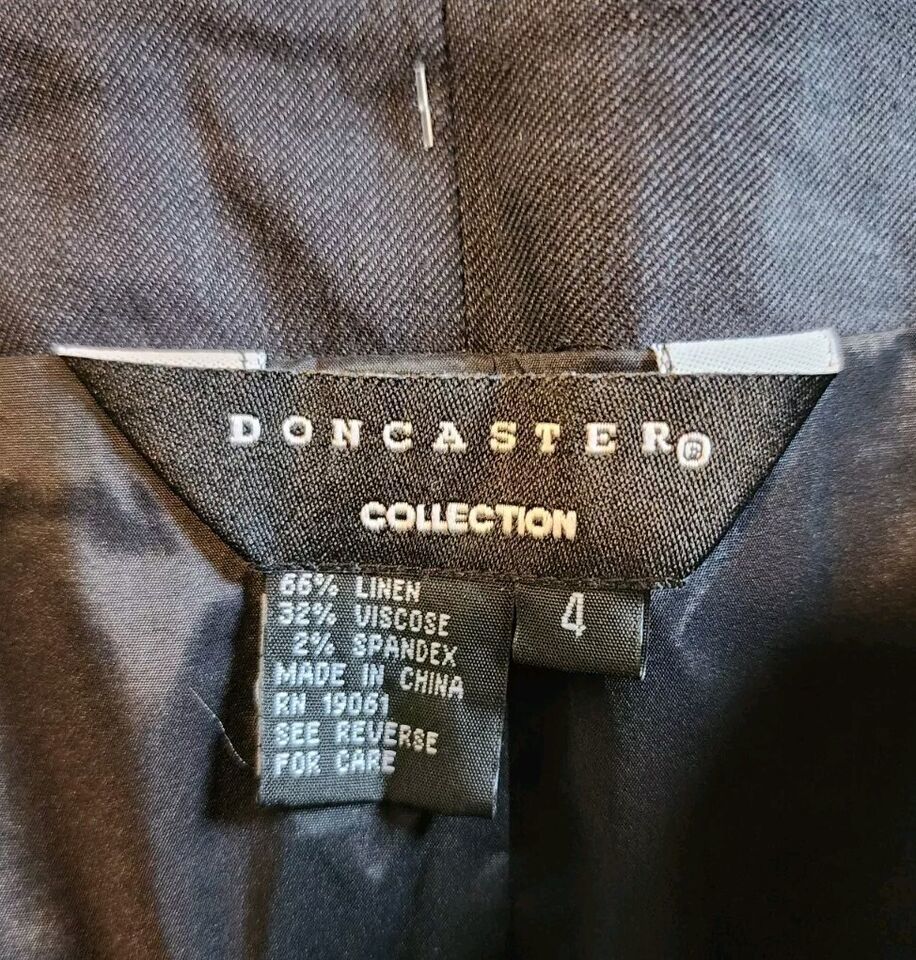 DONCASTER®
COLLECTION
66% LINEN
32% VISCOSE
2% SPANDEX
MADE IN CHINA
RN 19061
SEE REVERSE
FOR CARE
4